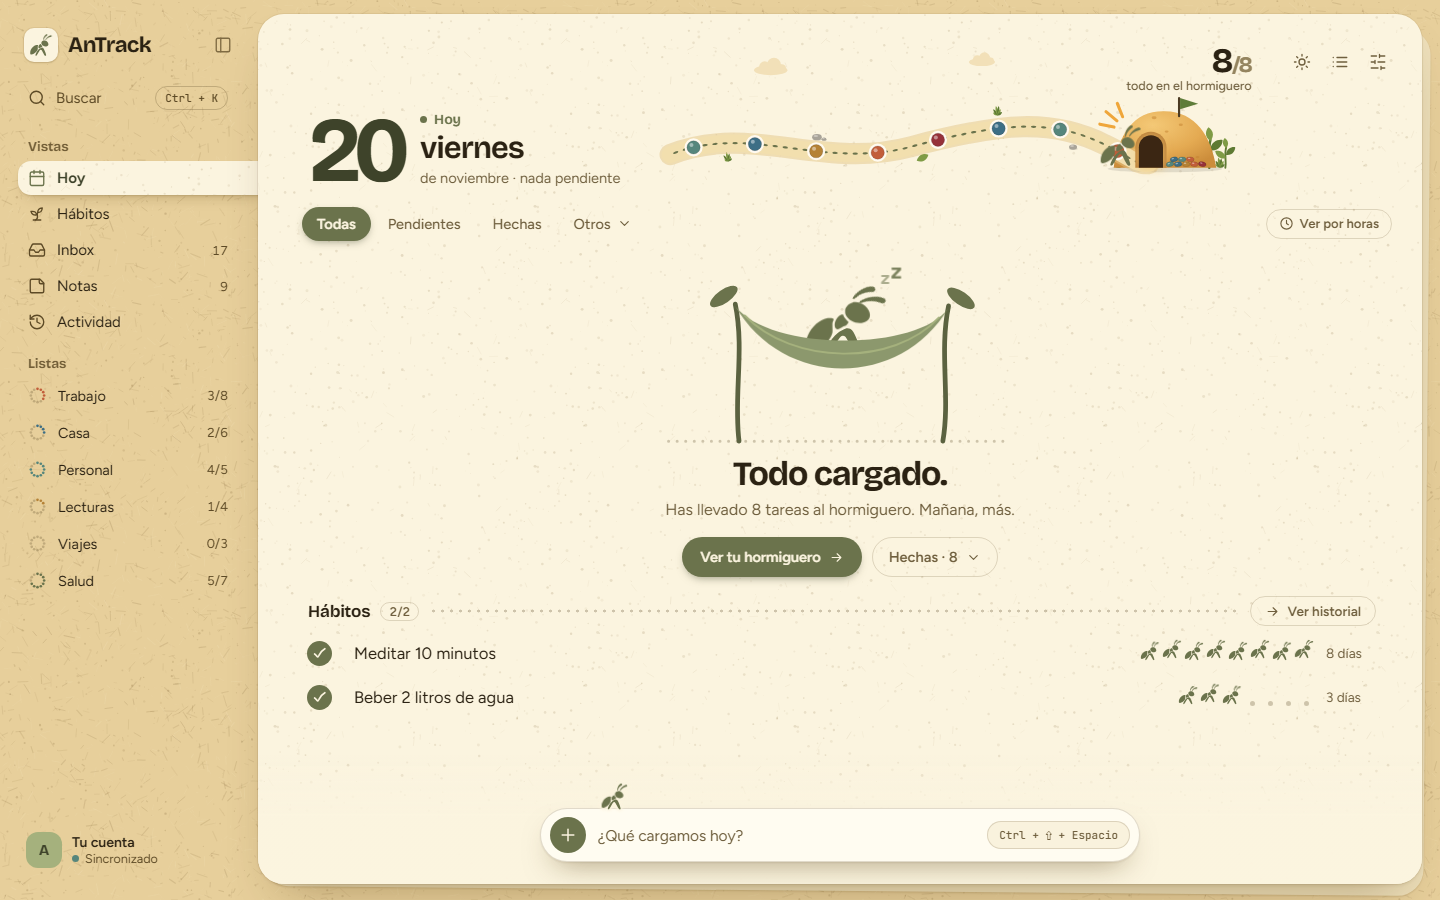 AnTrack
Buscar
Ctrl + K
Vistas
Hoy
Hábitos
Inbox 17
Notas 9
Actividad
Listas
Trabajo 3/8
Casa 2/6
Personal 4/5
Lecturas 1/4
Viajes 0/3
Salud 5/7
A
Tu cuenta
Sincronizado
20
Hoy
viernes
de noviembre · nada pendiente
8/8
todo en el hormiguero
Todas
Pendientes
Hechas
Otros
Ver por horas
z z
Todo cargado.
Has llevado 8 tareas al hormiguero. Mañana, más.
Ver tu hormiguero →
Hechas · 8
Hábitos 2/2
→ Ver historial
Meditar 10 minutos 8 días
Beber 2 litros de agua 3 días
¿Qué cargamos hoy?
Ctrl + ⇧ + Espacio